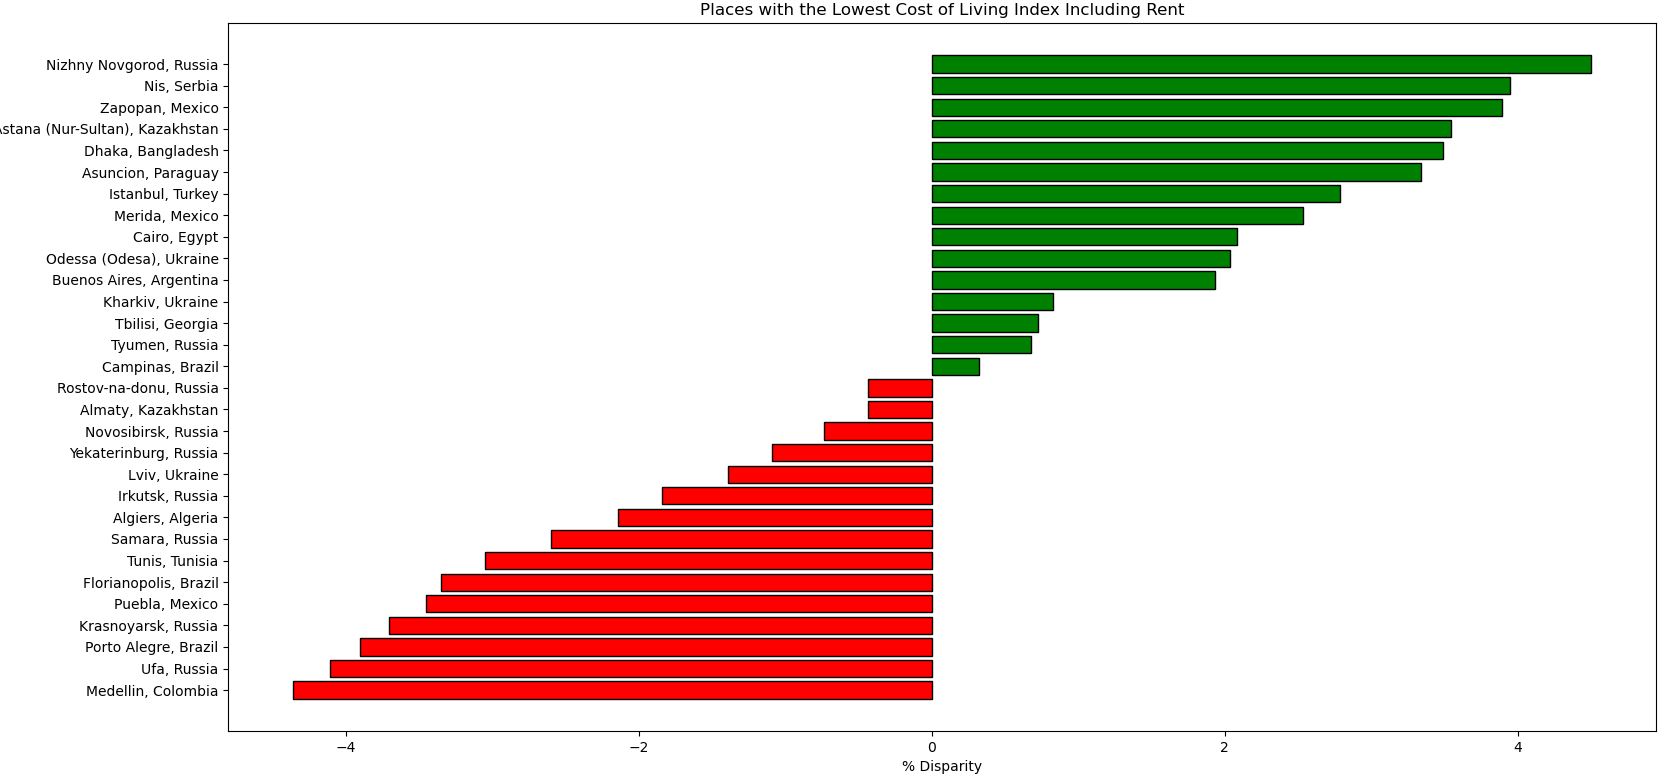 Places with the Lowest Cost of Living Index Including Rent
Nizhny Novgorod, Russia
Nis, Serbia
Zapopan, Mexico
(Nur-Sultan), Kazakhstan
Dhaka, Bangladesh
Asuncion, Paraguay
Istanbul, Turkey
Merida, Mexico
Cairo, Egypt
Odessa (Odesa), Ukraine
Buenos Aires, Argentina
Kharkiv, Ukraine
Tbilisi, Georgia
Tyumen, Russia
Campinas, Brazil
Rostov-na-donu, Russia
Almaty, Kazakhstan
Novosibirsk, Russia
Yekaterinburg, Russia
Lviv, Ukraine
Irkutsk, Russia
Algiers, Algeria
Samara, Russia
Tunis, Tunisia
Florianopolis, Brazil
Puebla, Mexico
Krasnoyarsk, Russia
Porto Alegre, Brazil
Ufa, Russia
Medellin, Colombia
−4 −2 0 2 4
% Disparity